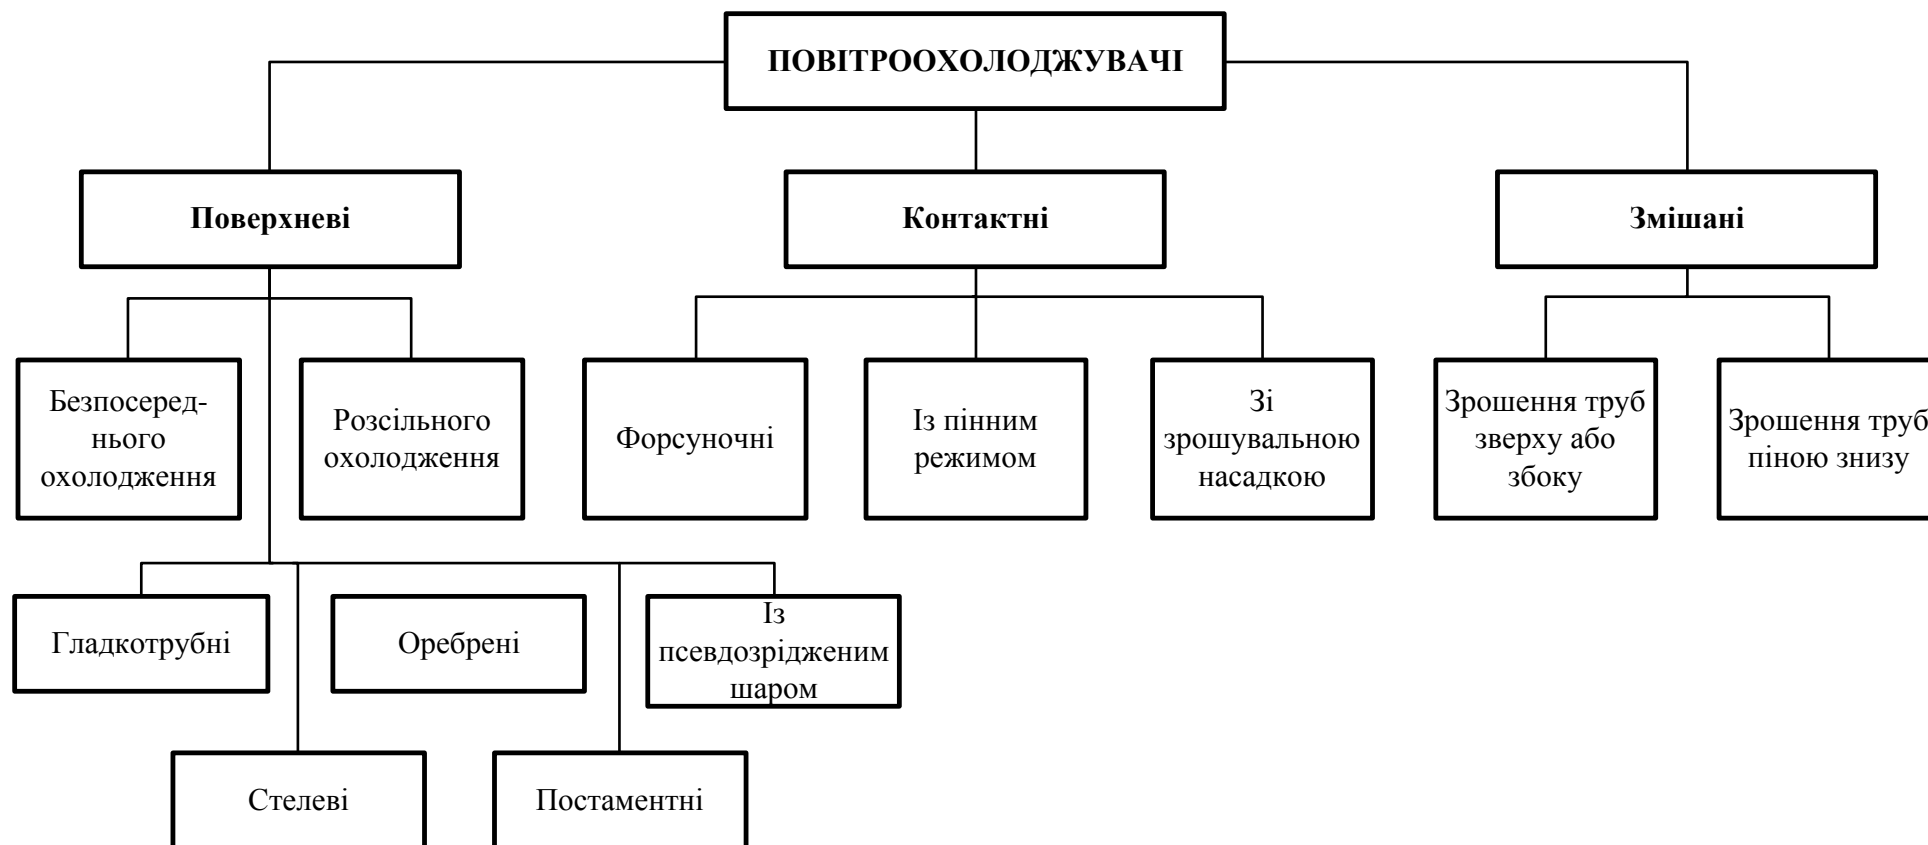 ПОВІТРООХОЛОДЖУВАЧІ
Поверхневі
Контактні
Змішані
Безпосеред-
нього
охолодження
Розсільного
охолодження
Форсуночні
Із пінним
режимом
Зі
зрошувальною
насадкою
Зрошення труб
зверху або
збоку
Зрошення труб
піною знизу
Гладкотрубні
Оребрені
Із
псевдозрідженим
шаром
Стелеві
Постаментні